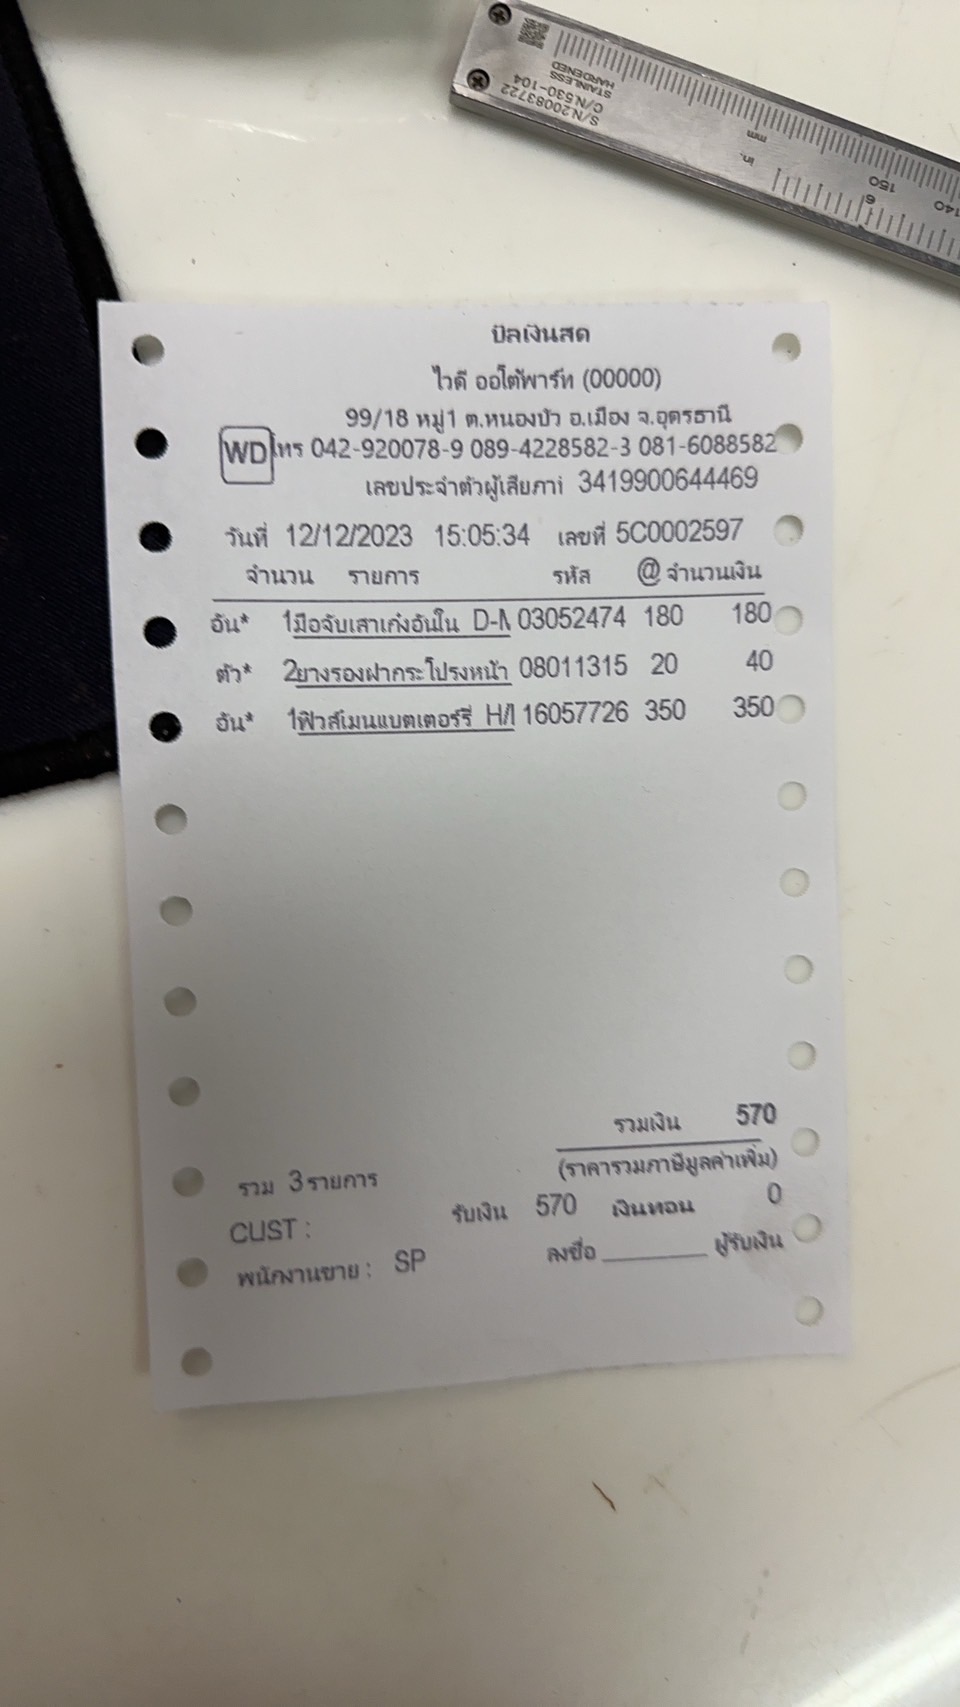 S/N.20083722
C/N.530-104
STAINLESS
HARDENED
mm
in.
150
140
6
บิลเงินสด
ไวดี ออโต้พาร์ท (00000)
99/18 หมู่1 ต.หนองบัว อ.เมือง จ.อุดรธานี
WD โทร 042-920078-9 089-4228582-3 081-6088582
เลขประจำตัวผู้เสียภา 3419900644469
วันที่ 12/12/2023 15:05:34 เลขที่ 5C0002597
จำนวน รายการ รหัส @ จำนวนเงิน
อัน* 1มือจับเสาเก๋งอันใน D-M 03052474 180 180
ตัว* 2ยางรองฝากระโปรงหน้า 08011315 20 40
อัน* 1ฟิวส์เมนแบตเตอร์รี่ H/ 16057726 350 350
รวมเงิน 570
(ราคารวมภาษีมูลค่าเพิ่ม)
รวม 3รายการ
รับเงิน 570 เงินทอน 0
CUST :
ลงชื่อ ________ ผู้รับเงิน
พนักงานขาย : SP